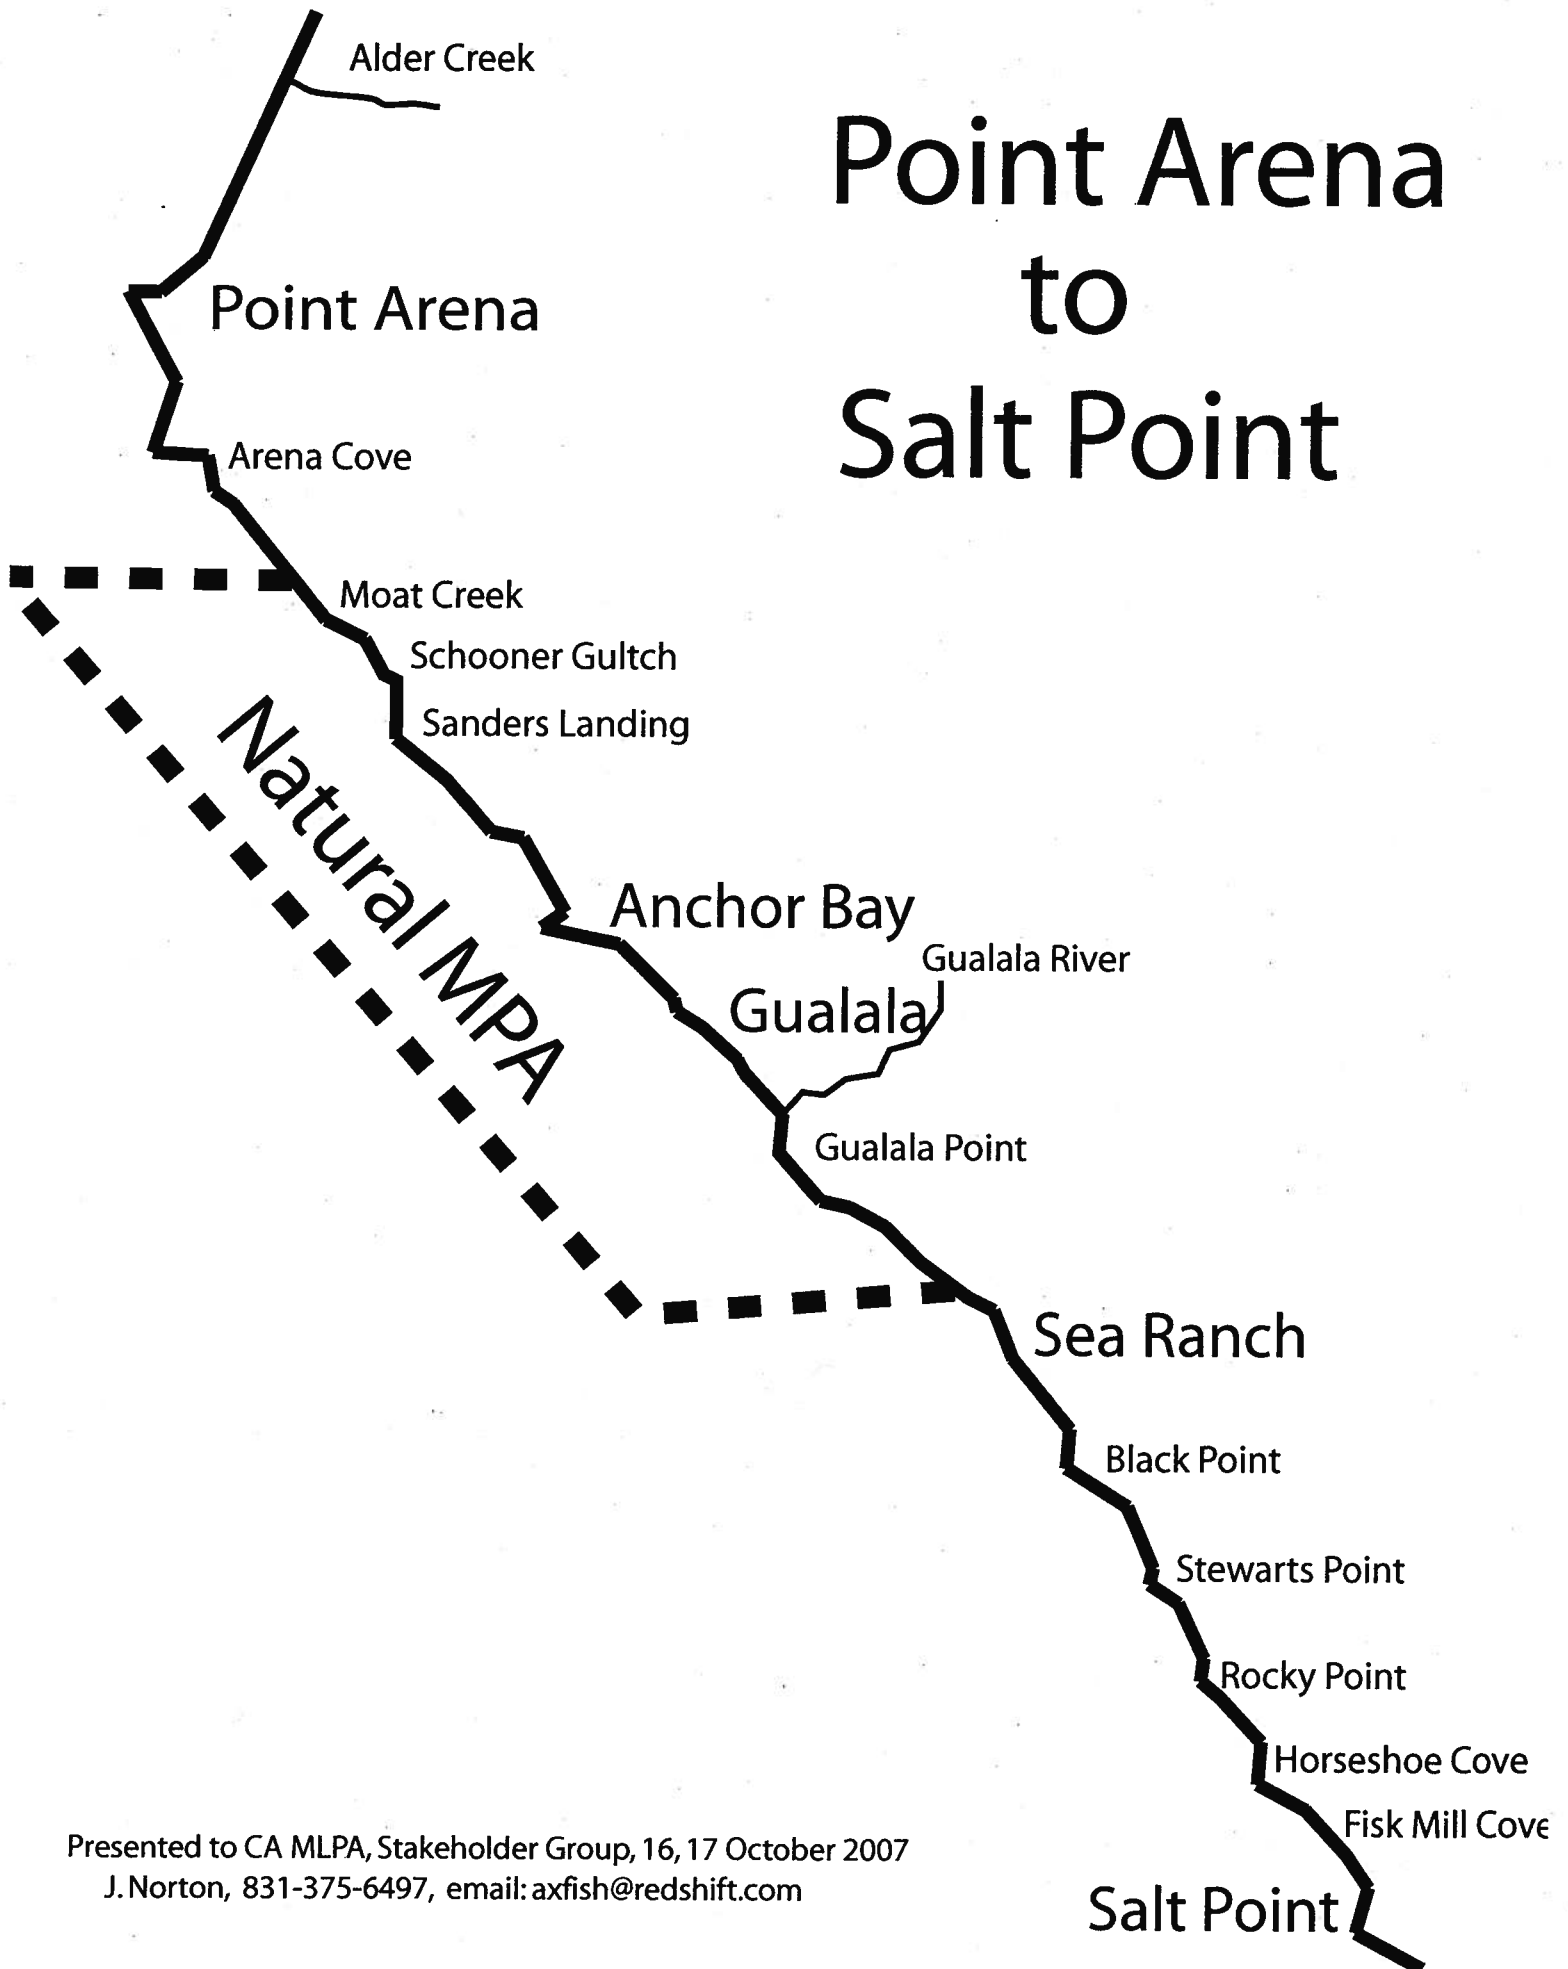 Alder Creek
Point Arena
to
Salt Point
Point Arena
Arena Cove
Moat Creek
Schooner Gultch
Sanders Landing
Natural MPA
Anchor Bay
Gualala River
Gualala
Gualala Point
Sea Ranch
Black Point
Stewarts Point
Rocky Point
Horseshoe Cove
Fisk Mill Cove
Salt Point
Presented to CA MLPA, Stakeholder Group, 16, 17 October 2007
J. Norton, 831-375-6497, email: axfish@redshift.com